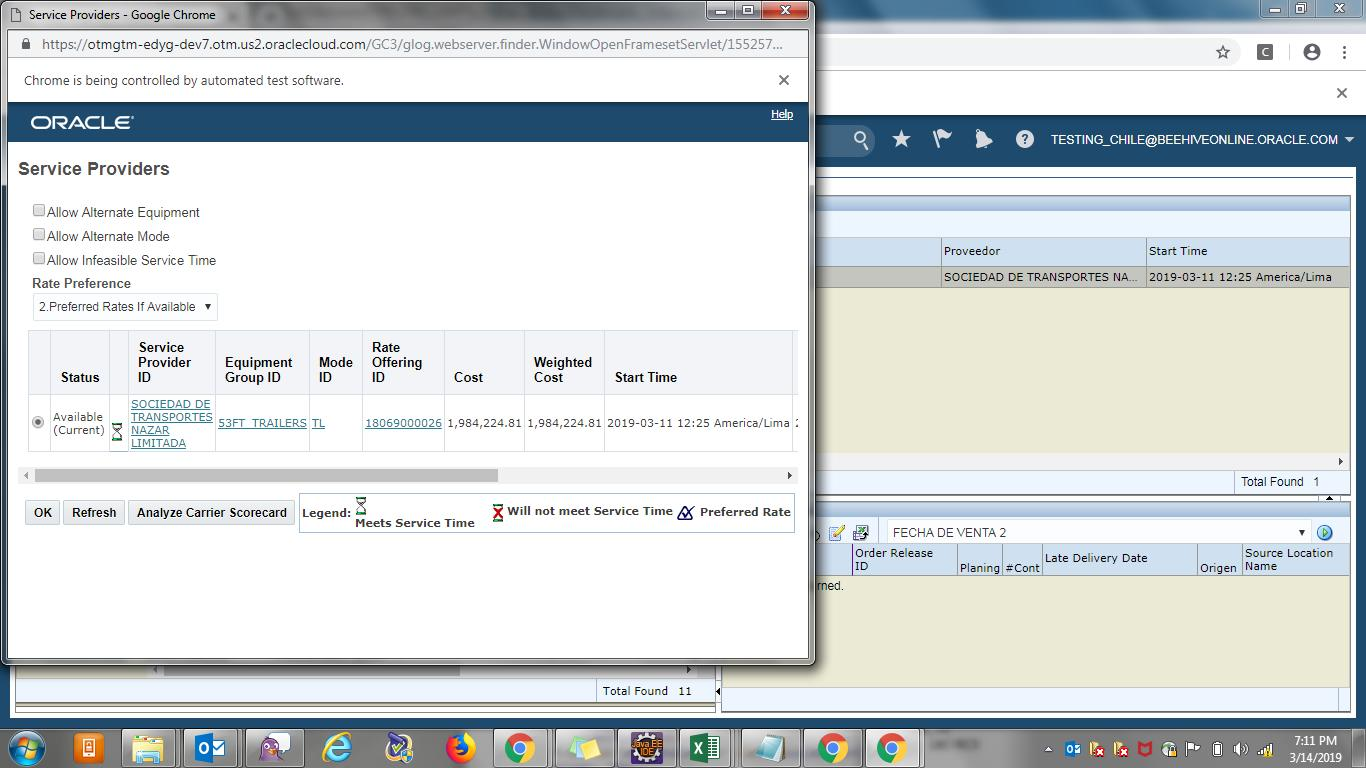 Service Providers - Google Chrome
https://otmgtm-edyg-dev7.otm.us2.oraclecloud.com/GC3/glog.webserver.finder.WindowOpenFramesetServlet/155257...
Chrome is being controlled by automated test software.
ORACLE
Help
Service Providers
Allow Alternate Equipment
Allow Alternate Mode
Allow Infeasible Service Time
Rate Preference
2.Preferred Rates If Available
Status
Service
Provider
ID
Equipment
Group ID
Mode
ID
Rate
Offering
ID
Cost
Weighted
Cost
Start Time
Available
(Current)
SOCIEDAD DE
TRANSPORTES
NAZAR
LIMITADA
53FT_TRAILERS
TL
18069000026
1,984,224.81
1,984,224.81
2019-03-11 12:25 America/Lima
OK
Refresh
Analyze Carrier Scorecard
Legend:
Meets Service Time
Will not meet Service Time
Preferred Rate
C
TESTING_CHILE@BEEHIVEONLINE.ORACLE.COM
Proveedor
Start Time
SOCIEDAD DE TRANSPORTES NA...
2019-03-11 12:25 America/Lima
Total Found 1
FECHA DE VENTA 2
Order Release
ID
Planing
#Cont
Late Delivery Date
Origen
Source Location
Name
rned.
Total Found 11
Java EE
IDE
7:11 PM
3/14/2019